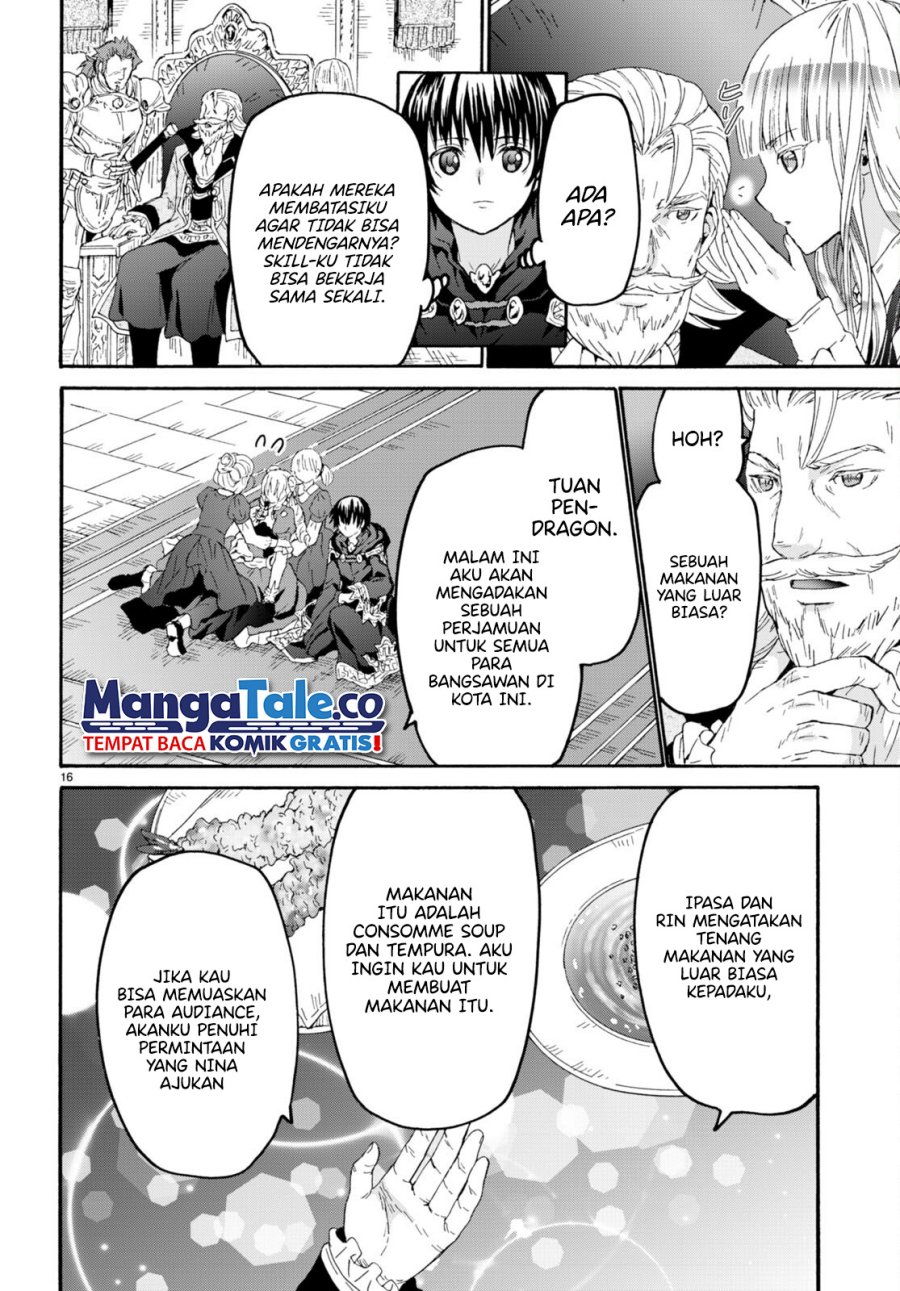 ヒソ
ADA
APA?
APAKAH MEREKA
MEMBATASIKU
AGAR TIDAK BISA
MENDENGARNYA?
SKILL-KU TIDAK
BISA BEKERJA
SAMA SEKALI.
HOH?
SEBUAH
MAKANAN
YANG LUAR
BIASA?
TUAN
PEN-
DRAGON.
MALAM INI
AKU AKAN
MENGADAKAN
SEBUAH
PERJAMUAN
UNTUK SEMUA
PARA
BANGSAWAN DI
KOTA INI.
MangaTale.co
TEMPAT BACA KOMIK GRATIS!
16
IPASA DAN
RIN MENGATAKAN
TENANG
MAKANAN YANG
LUAR BIASA
KEPADAKU,
MAKANAN
ITU ADALAH
CONSOMME SOUP
DAN TEMPURA. AKU
INGIN KAU UNTUK
MEMBUAT
MAKANAN ITU.
JIKA KAU
BISA MEMUASKAN
PARA AUDIANCE,
AKANKU PENUHI
PERMINTAAN
YANG NINA
AJUKAN